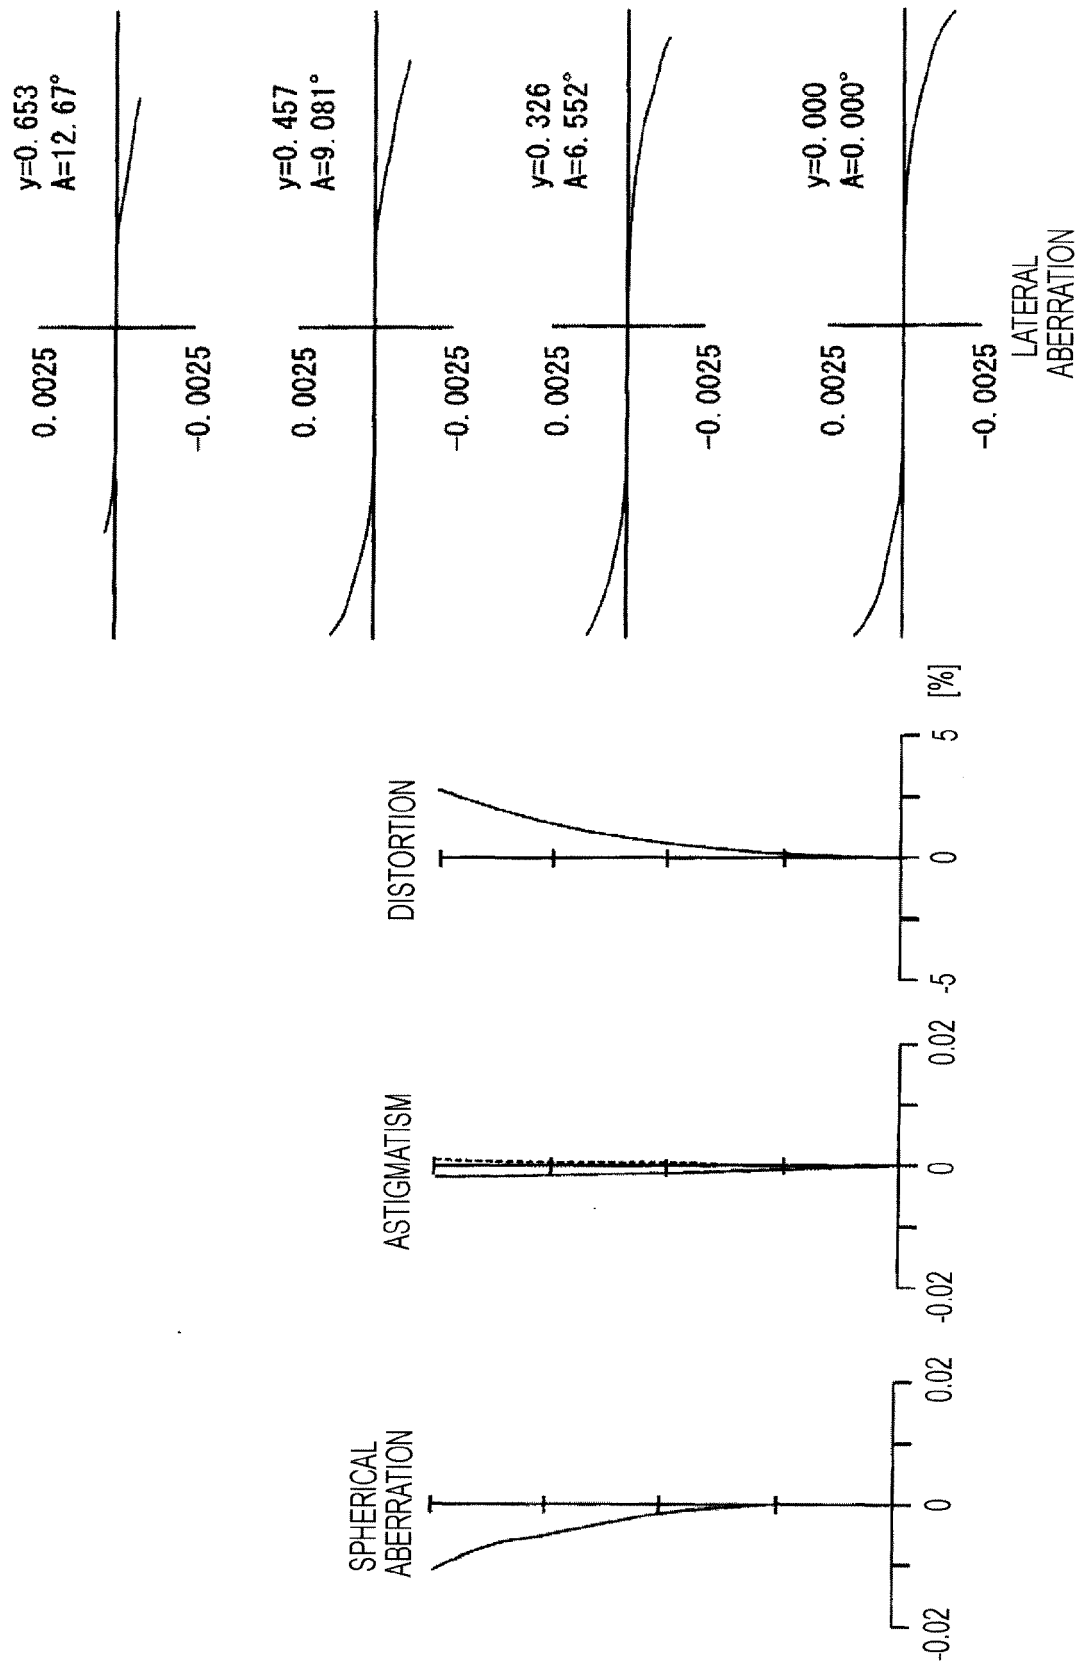 SPHERICAL
ABERRATION
-0.02
0
0.02
ASTIGMATISM
-0.02
0
0.02
DISTORTION
-5
0
5
[%]
y=0.653
A=12.67°
0.0025
-0.0025
y=0.457
A=9.081°
0.0025
-0.0025
y=0.326
A=6.552°
0.0025
-0.0025
y=0.000
A=0.000°
0.0025
-0.0025
LATERAL
ABERRATION